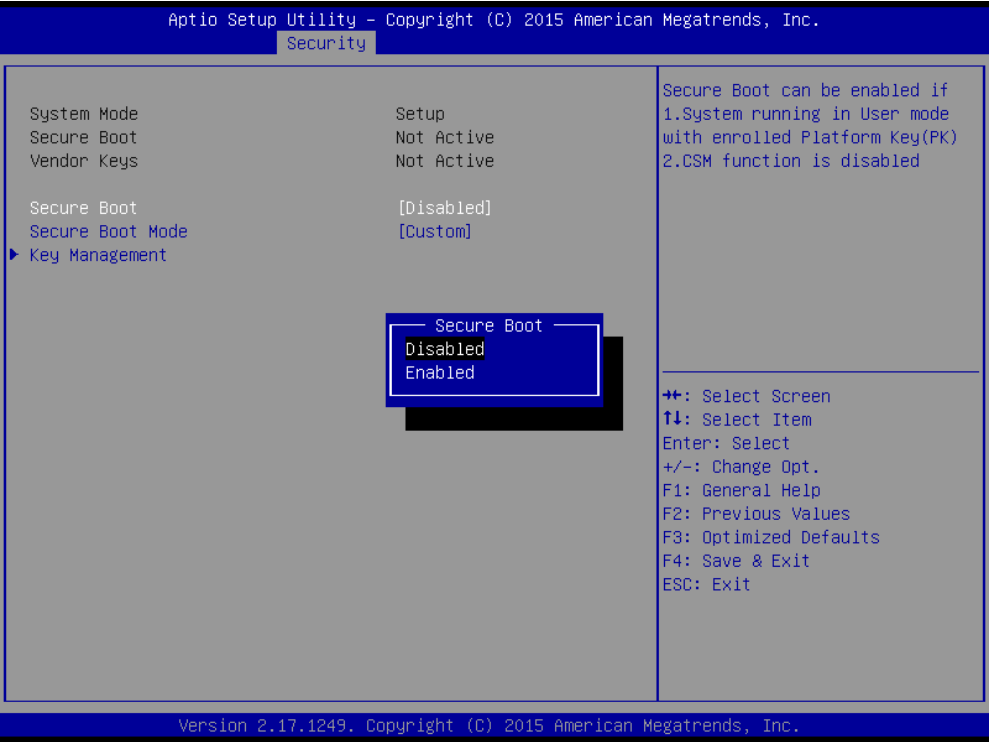 Aptio Setup Utility – Copyright (C) 2015 American Megatrends, Inc.
Security
System Mode Setup
Secure Boot Not Active
Vendor Keys Not Active
Secure Boot [Disabled]
Secure Boot Mode [Custom]
Key Management
Secure Boot
Disabled
Enabled
Secure Boot can be enabled if
1.System running in User mode
with enrolled Platform Key(PK)
2.CSM function is disabled
→←: Select Screen
↑↓: Select Item
Enter: Select
+/-: Change Opt.
F1: General Help
F2: Previous Values
F3: Optimized Defaults
F4: Save & Exit
ESC: Exit
Version 2.17.1249. Copyright (C) 2015 American Megatrends, Inc.